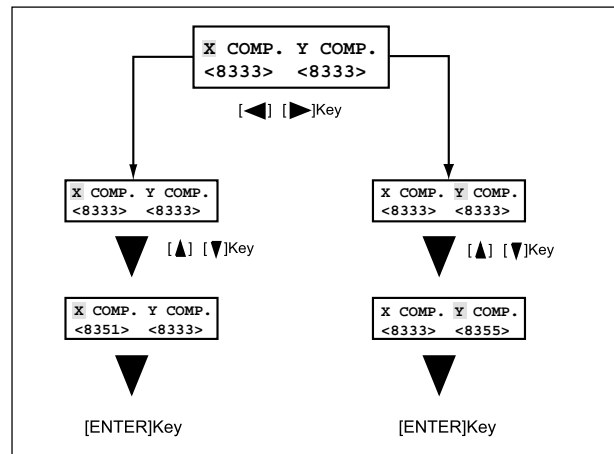 X COMP. Y COMP.
<8333> <8333>
[◀] [▶]Key
X COMP. Y COMP.
<8333> <8333>
X COMP. Y COMP.
<8333> <8333>
[▲] [▼]Key
[▲] [▼]Key
X COMP. Y COMP.
<8351> <8333>
X COMP. Y COMP.
<8333> <8355>
[ENTER]Key
[ENTER]Key